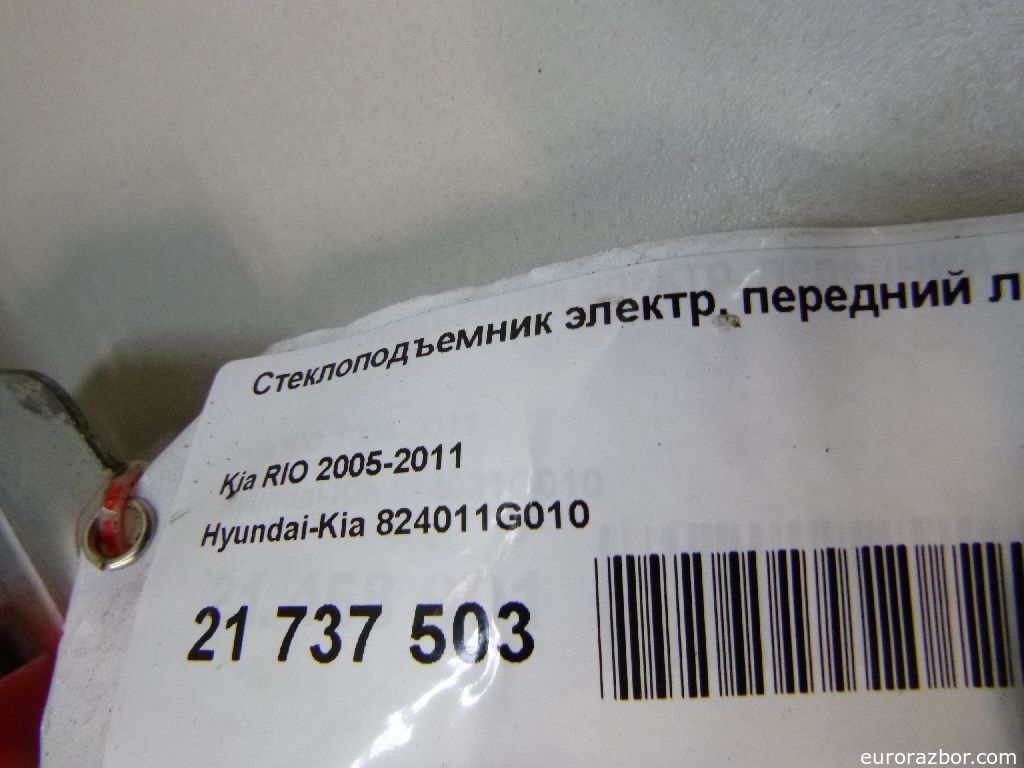 Стеклоподъемник электр. передний л
Kia RIO 2005-2011
Hyundai-Kia 824011G010
21 737 503
eurorazbor.com